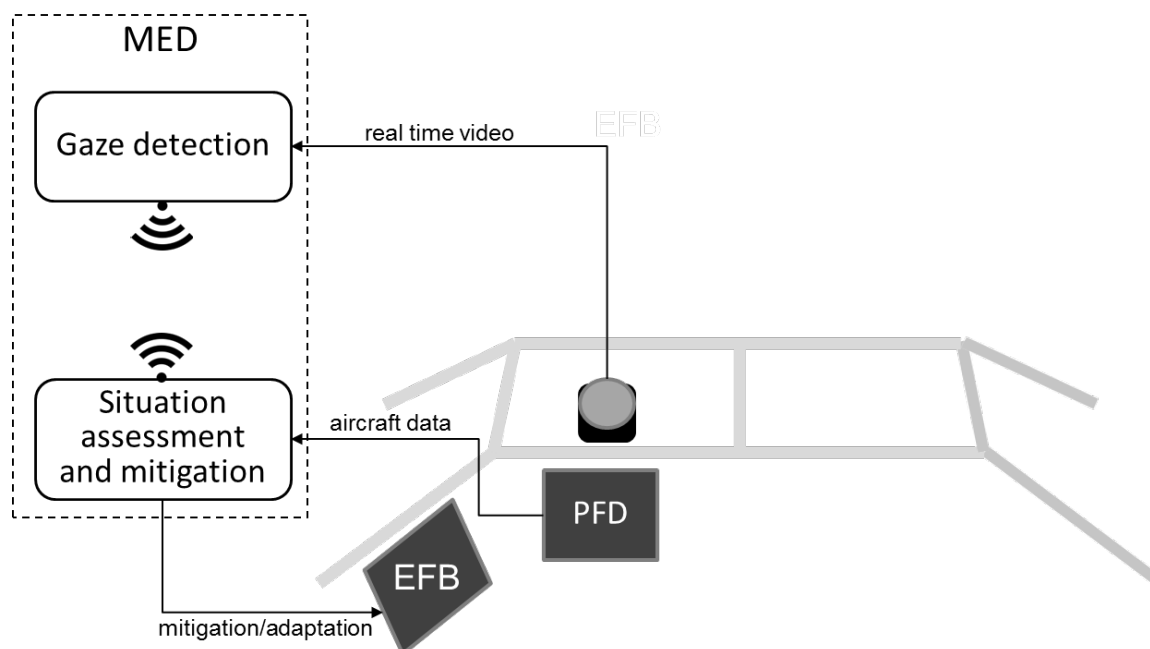 MED
Gaze detection
real time video
EFB
Situation
assessment
and mitigation
aircraft data
PFD
EFB
mitigation/adaptation